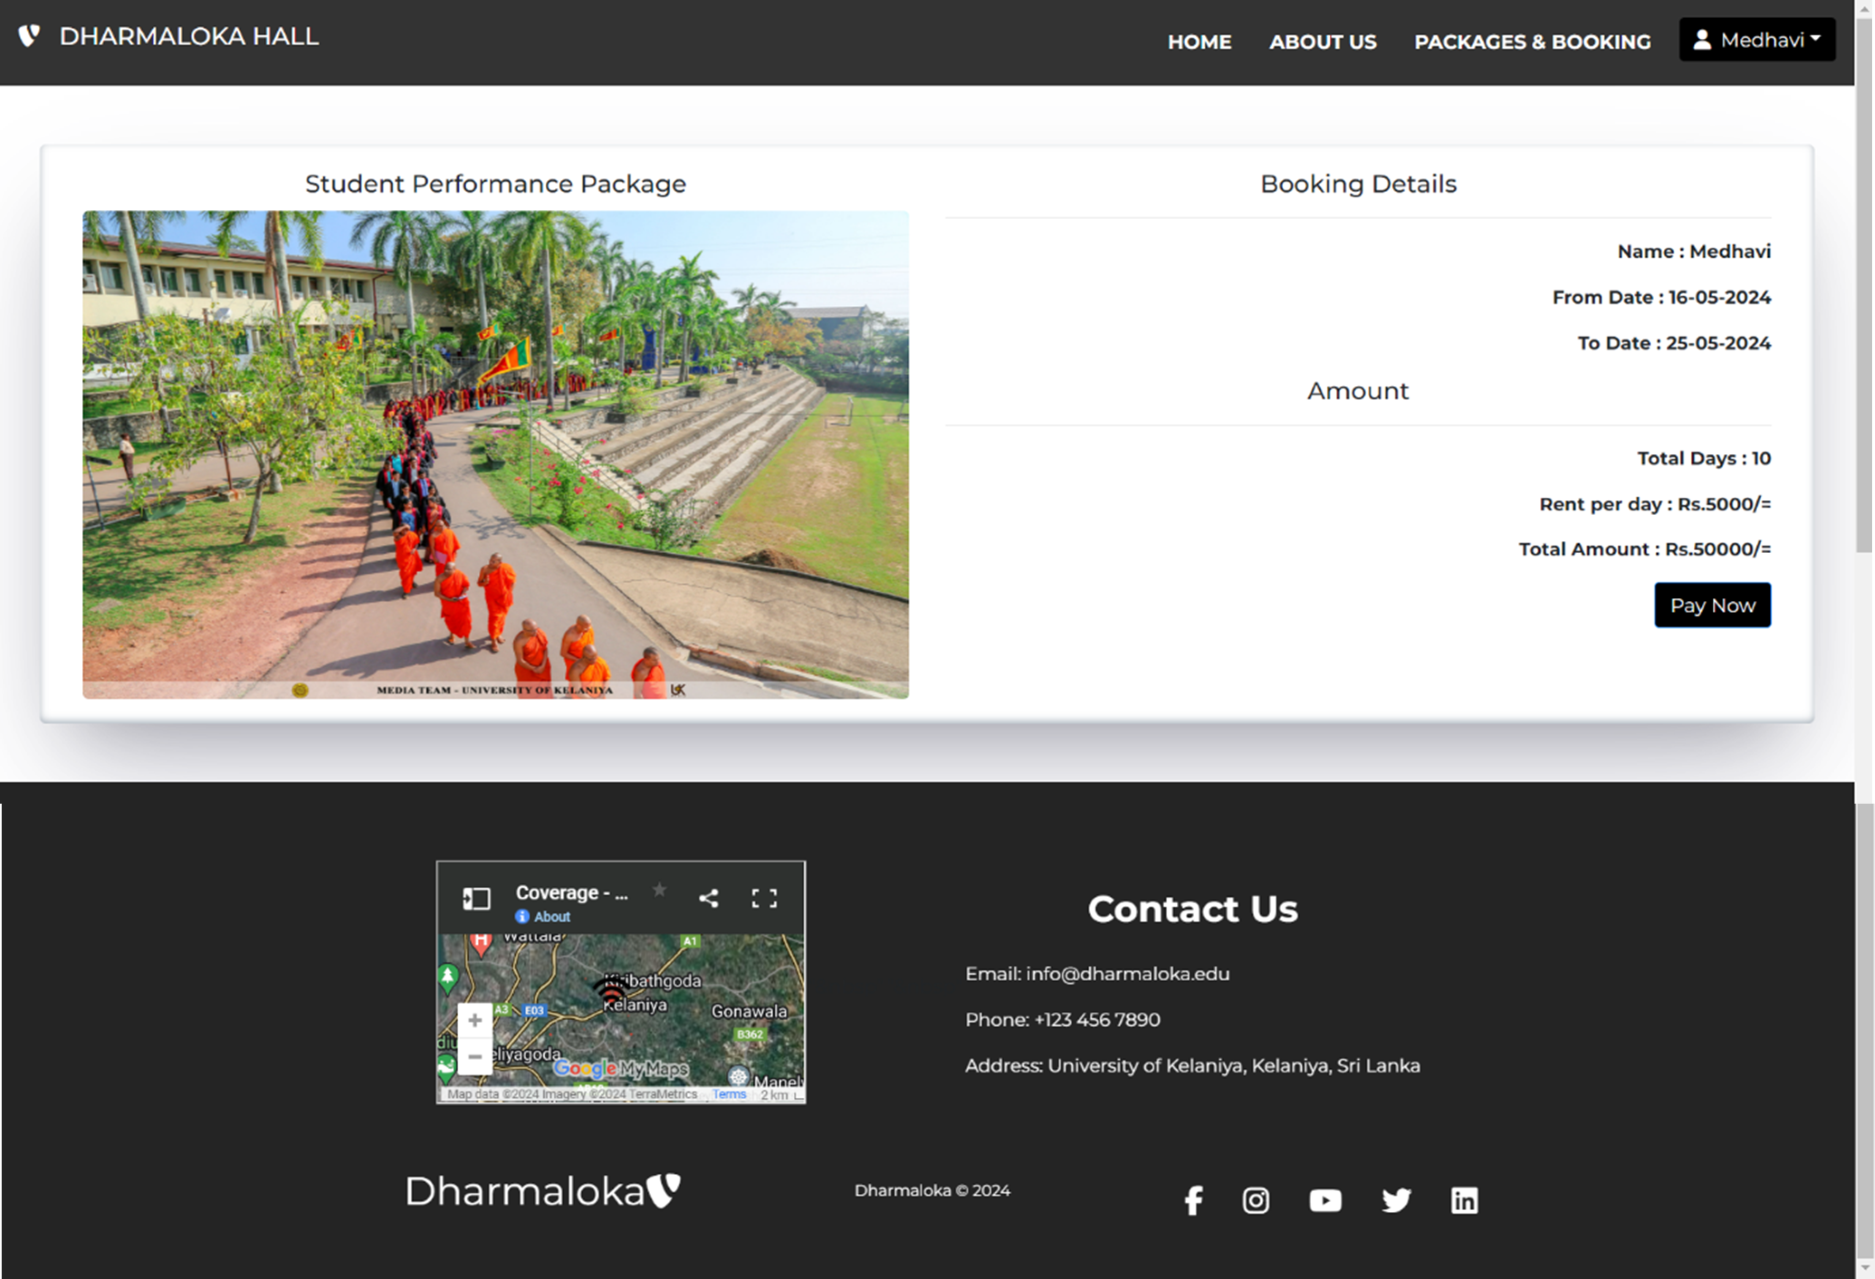 DHARMALOKA HALL
HOME ABOUT US PACKAGES & BOOKING Medhavi
Student Performance Package
MEDIA TEAM - UNIVERSITY OF KELANIYA
Booking Details
Name : Medhavi
From Date : 16-05-2024
To Date : 25-05-2024
Amount
Total Days : 10
Rent per day : Rs.5000/=
Total Amount : Rs.50000/=
Pay Now
Coverage - ...
About
Wattala
A1
H
Kiribathgoda
A3 E03 Kelaniya
Gonawala
B362
eliyagoda
Google My Maps
Manel
Map data ©2024 Imagery ©2024 TerraMetrics Terms 2 km
Contact Us
Email: info@dharmaloka.edu
Phone: +123 456 7890
Address: University of Kelaniya, Kelaniya, Sri Lanka
Dharmaloka
Dharmaloka © 2024